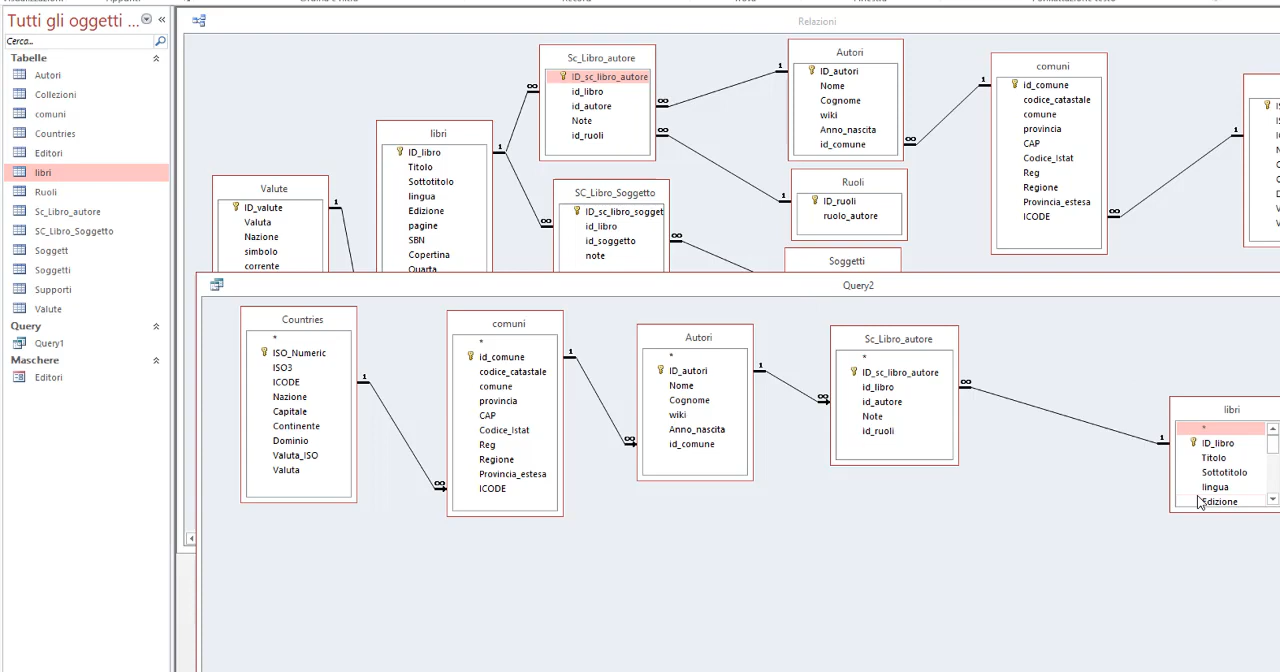 Tutti gli oggetti ...
Cerca...
Tabelle
Autori
Collezioni
comuni
Countries
Editori
libri
Ruoli
Sc_Libro_autore
SC_Libro_Soggetto
Soggett
Soggetti
Supporti
Valute
Query
Query1
Maschere
Editori
Relazioni
Valute
ID_valute
Valuta
Nazione
simbolo
corrente
libri
ID_libro
Titolo
Sottotitolo
lingua
Edizione
pagine
SBN
Copertina
Quarta
Sc_Libro_autore
ID_sc_libro_autore
id_libro
id_autore
Note
id_ruoli
SC_Libro_Soggetto
ID_sc_libro_sogget
id_libro
id_soggetto
note
Autori
ID_autori
Nome
Cognome
wiki
Anno_nascita
id_comune
Ruoli
ID_ruoli
ruolo_autore
Soggetti
comuni
id_comune
codice_catastale
comune
provincia
CAP
Codice_Istat
Reg
Regione
Provincia_estesa
ICODE
Query2
Countries
*
ISO_Numeric
ISO3
ICODE
Nazione
Capitale
Continente
Dominio
Valuta_ISO
Valuta
comuni
*
id_comune
codice_catastale
comune
provincia
CAP
Codice_Istat
Reg
Regione
Provincia_estesa
ICODE
Autori
*
ID_autori
Nome
Cognome
wiki
Anno_nascita
id_comune
Sc_Libro_autore
*
ID_sc_libro_autore
id_libro
id_autore
Note
id_ruoli
libri
*
ID_libro
Titolo
Sottotitolo
lingua
Edizione